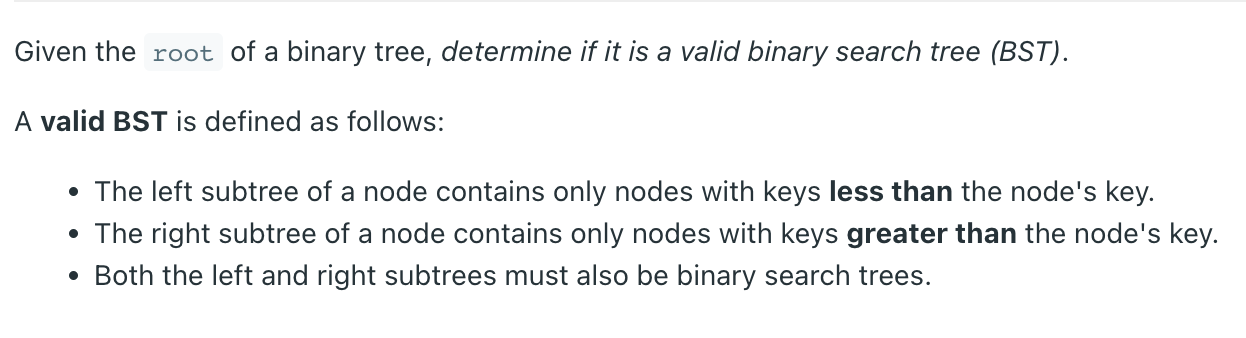 Given the root of a binary tree, determine if it is a valid binary search tree (BST).
A valid BST is defined as follows:
• The left subtree of a node contains only nodes with keys less than the node's key.
• The right subtree of a node contains only nodes with keys greater than the node's key.
• Both the left and right subtrees must also be binary search trees.